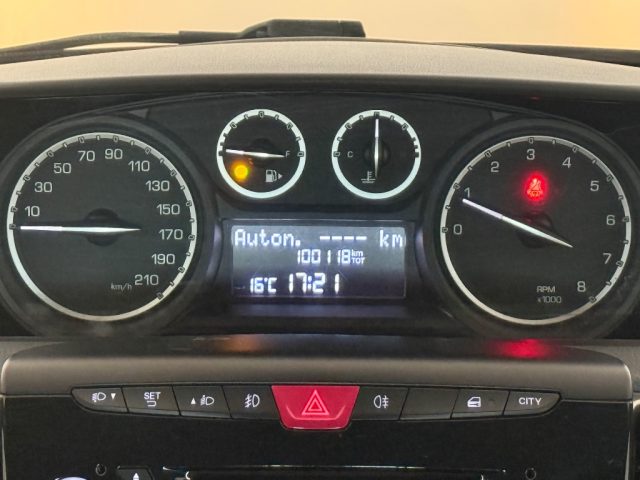 10 30 50 70 90 110 130 150 170 190 210
km/h
F
C
Auton. ---- km
100118 km TOT
16°C 17:21
0 1 2 3 4 5 6 7 8
RPM
x1000
SET
CITY